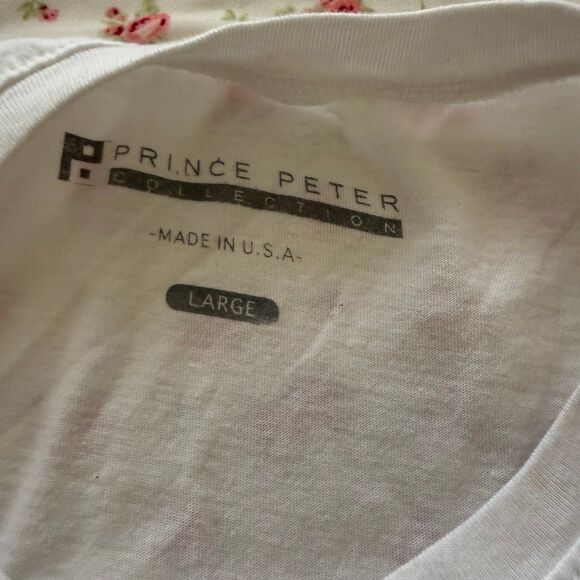 PRINCE PETER
COLLECTION
-MADE IN U.S.A-
LARGE